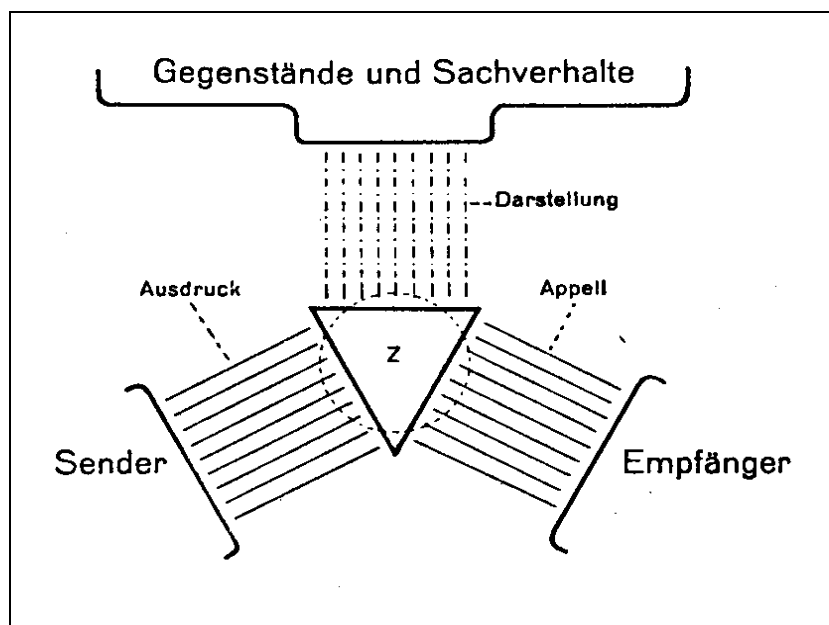 Gegenstände und Sachverhalte
Darstellung
Ausdruck
Appell
Z
Sender
Empfänger